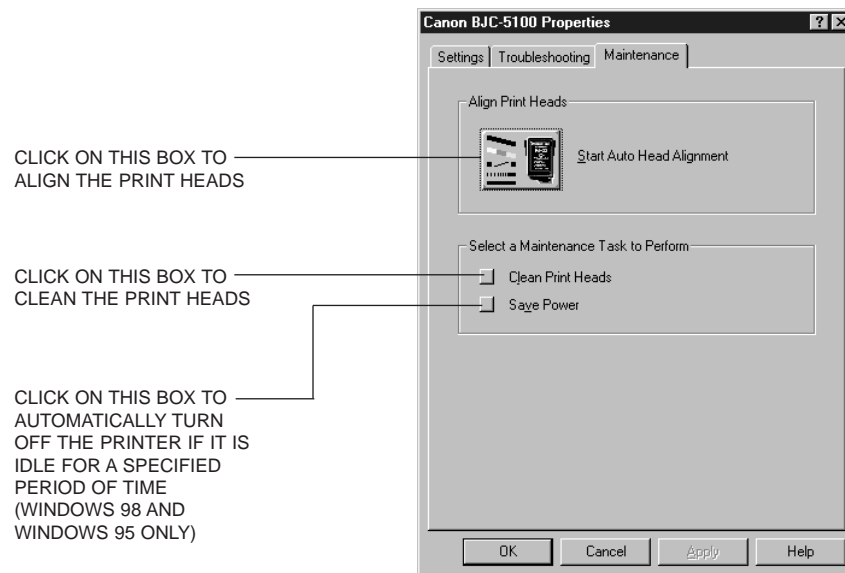 Canon BJC-5100 Properties
Settings Troubleshooting Maintenance
Align Print Heads
Start Auto Head Alignment
CLICK ON THIS BOX TO
ALIGN THE PRINT HEADS
Select a Maintenance Task to Perform
Clean Print Heads
CLICK ON THIS BOX TO
CLEAN THE PRINT HEADS
Save Power
CLICK ON THIS BOX TO
AUTOMATICALLY TURN
OFF THE PRINTER IF IT IS
IDLE FOR A SPECIFIED
PERIOD OF TIME
(WINDOWS 98 AND
WINDOWS 95 ONLY)
OK Cancel Apply Help